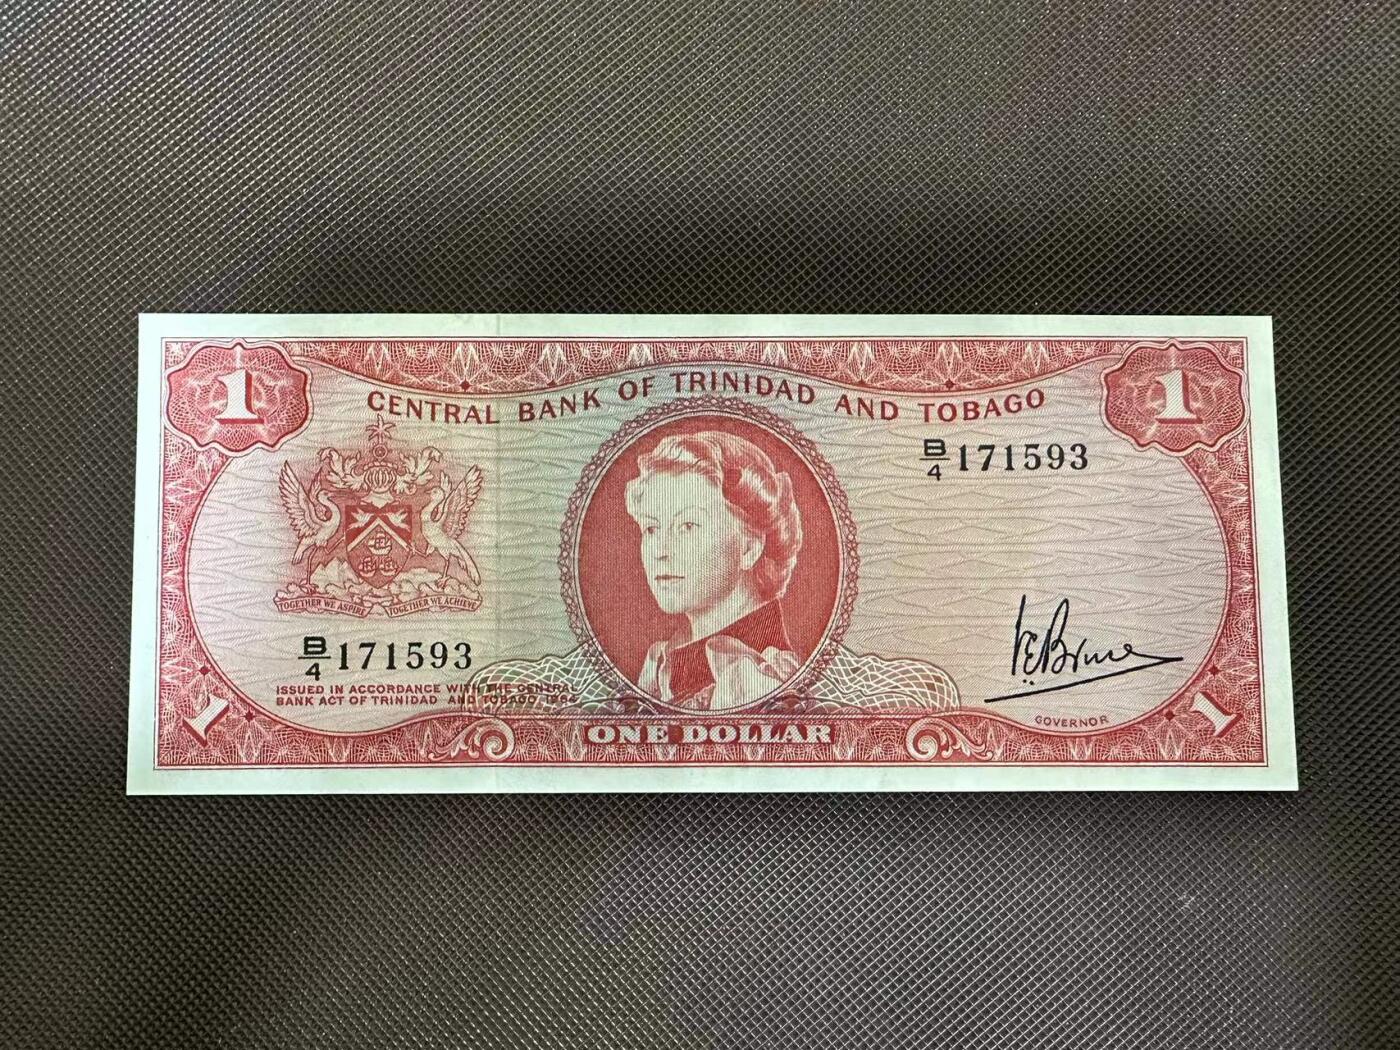 1 1
CENTRAL BANK OF TRINIDAD AND TOBAGO
B/4 171593
TOGETHER WE ASPIRE TOGETHER WE ACHIEVE
B/4 171593
V.E. Bruce
ISSUED IN ACCORDANCE WITH THE CENTRAL
BANK ACT OF TRINIDAD AND TOBAGO 1964
GOVERNOR
1 ONE DOLLAR 1